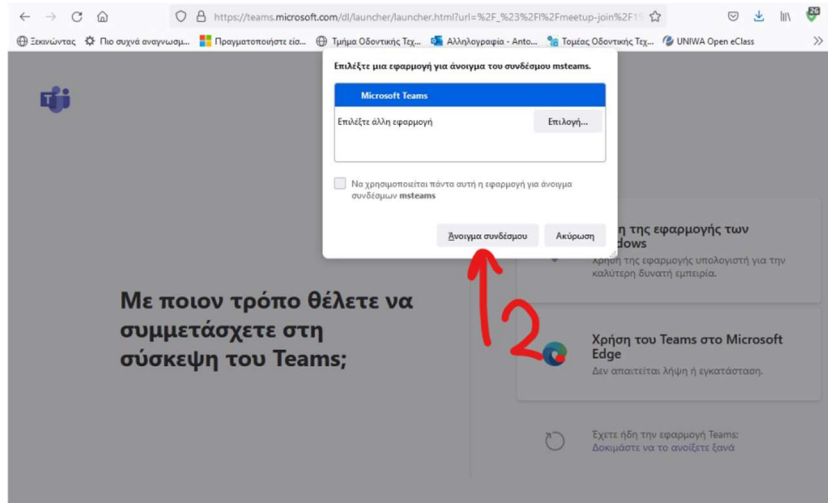 https://teams.microsoft.com/dl/launcher/launcher.html?url=%2F_%23%2Fl%2Fmeetup-join%2F1
26
Ξεκινώντας Πιο συχνά αναγνωσμ... Πραγματοποιήστε είσ... Τμήμα Οδοντικής Τεχ... Αλληλογραφία - Anto... Τομέας Οδοντικής Τεχ... UNIWA Open eClass
Επιλέξτε μια εφαρμογή για άνοιγμα του συνδέσμου msteams.
Microsoft Teams
Επιλέξτε άλλη εφαρμογή Επιλογή...
Να χρησιμοποιείται πάντα αυτή η εφαρμογή για άνοιγμα
συνδέσμων msteams
Άνοιγμα συνδέσμου Ακύρωση
της εφαρμογής των
Χρήση της εφαρμογής υπολογιστή για την
καλύτερη δυνατή εμπειρία.
2
Με ποιον τρόπο θέλετε να
συμμετάσχετε στη
σύσκεψη του Teams;
Χρήση του Teams στο Microsoft
Edge
Δεν απαιτείται λήψη ή εγκατάσταση.
Έχετε ήδη την εφαρμογή Teams;
Δοκιμάστε να το ανοίξετε ξανά